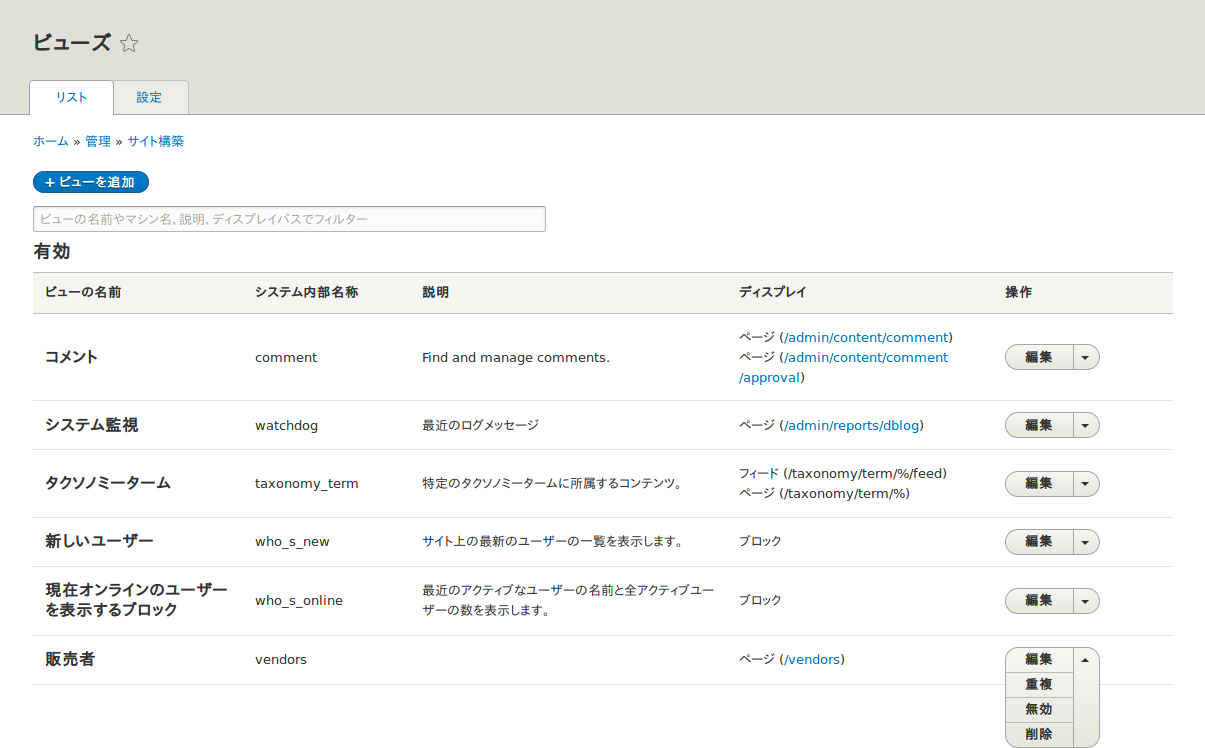 ビューズ
リスト 設定
ホーム » 管理 » サイト構築
+ ビューを追加
ビューの名前やマシン名、説明、ディスプレイパスでフィルター
有効
ビューの名前 システム内部名称 説明 ディスプレイ 操作
コメント comment Find and manage comments. ページ (/admin/content/comment)
ページ (/admin/content/comment
/approval) 編集
システム監視 watchdog 最近のログメッセージ ページ (/admin/reports/dblog) 編集
タクソノミーターム taxonomy_term 特定のタクソノミータームに所属するコンテンツ。 フィード (/taxonomy/term/%/feed)
ページ (/taxonomy/term/%) 編集
新しいユーザー who_s_new サイト上の最新のユーザーの一覧を表示します。 ブロック 編集
現在オンラインのユーザー
を表示するブロック who_s_online 最近のアクティブなユーザーの名前と全アクティブユー
ザーの数を表示します。 ブロック 編集
販売者 vendors ページ (/vendors) 編集
重複
無効
削除